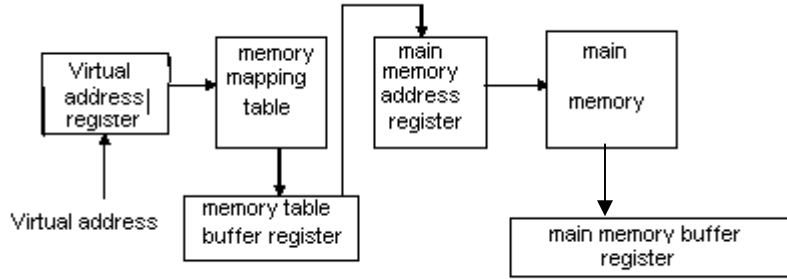 Virtual
address
register
Virtual address
memory
mapping
table
memory table
buffer register
main
memory
address
register
main
memory
main memory buffer
register